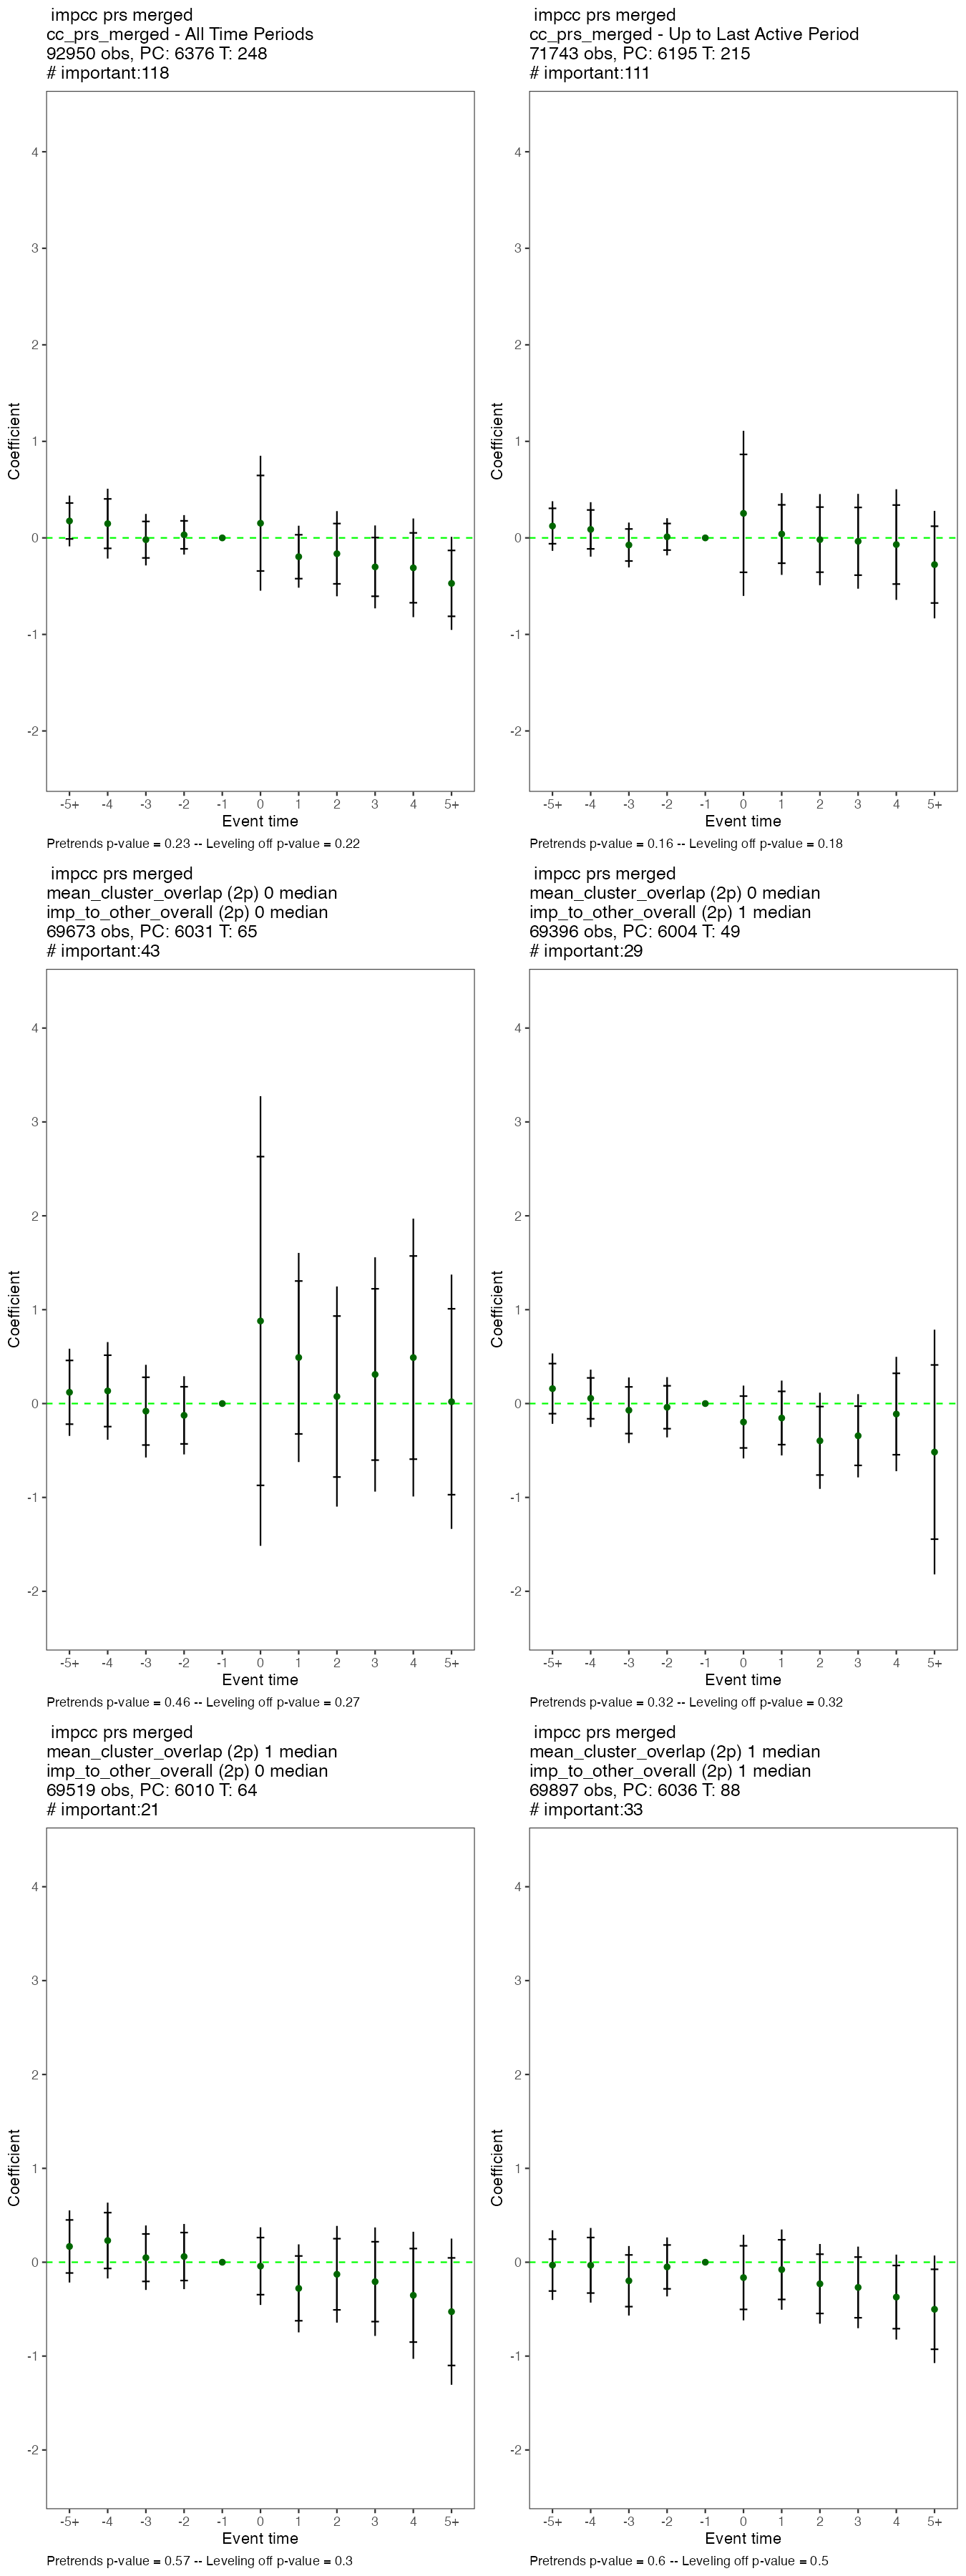 impcc prs merged
cc_prs_merged - All Time Periods
92950 obs, PC: 6376 T: 248
# important:118
4
3
2
1
0
-1
-2
Coefficient
-5+ -4 -3 -2 -1 0 1 2 3 4 5+
Event time
Pretrends p-value = 0.23 -- Leveling off p-value = 0.22
impcc prs merged
cc_prs_merged - Up to Last Active Period
71743 obs, PC: 6195 T: 215
# important:111
4
3
2
1
0
-1
-2
Coefficient
-5+ -4 -3 -2 -1 0 1 2 3 4 5+
Event time
Pretrends p-value = 0.16 -- Leveling off p-value = 0.18
impcc prs merged
mean_cluster_overlap (2p) 0 median
imp_to_other_overall (2p) 0 median
69673 obs, PC: 6031 T: 65
# important:43
4
3
2
1
0
-1
-2
Coefficient
-5+ -4 -3 -2 -1 0 1 2 3 4 5+
Event time
Pretrends p-value = 0.46 -- Leveling off p-value = 0.27
impcc prs merged
mean_cluster_overlap (2p) 0 median
imp_to_other_overall (2p) 1 median
69396 obs, PC: 6004 T: 49
# important:29
4
3
2
1
0
-1
-2
Coefficient
-5+ -4 -3 -2 -1 0 1 2 3 4 5+
Event time
Pretrends p-value = 0.32 -- Leveling off p-value = 0.32
impcc prs merged
mean_cluster_overlap (2p) 1 median
imp_to_other_overall (2p) 0 median
69519 obs, PC: 6010 T: 64
# important:21
4
3
2
1
0
-1
-2
Coefficient
-5+ -4 -3 -2 -1 0 1 2 3 4 5+
Event time
Pretrends p-value = 0.57 -- Leveling off p-value = 0.3
impcc prs merged
mean_cluster_overlap (2p) 1 median
imp_to_other_overall (2p) 1 median
69897 obs, PC: 6036 T: 88
# important:33
4
3
2
1
0
-1
-2
Coefficient
-5+ -4 -3 -2 -1 0 1 2 3 4 5+
Event time
Pretrends p-value = 0.6 -- Leveling off p-value = 0.5